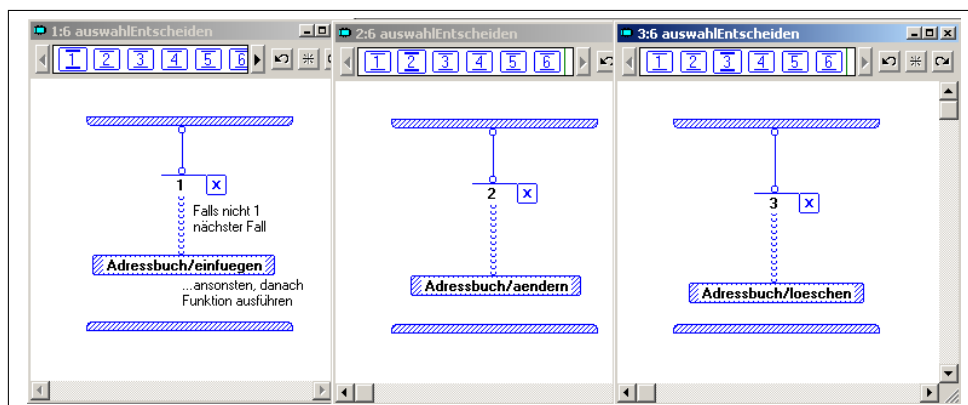 1:6 auswahlEntscheiden
1 2 3 4 5 6
1 X
Falls nicht 1
nächster Fall
Adressbuch/einfuegen
...ansonsten, danach
Funktion ausführen
2:6 auswahlEntscheiden
1 2 3 4 5 6
2 X
Adressbuch/aendern
3:6 auswahlEntscheiden
1 2 3 4 5 6
3 X
Adressbuch/loeschen